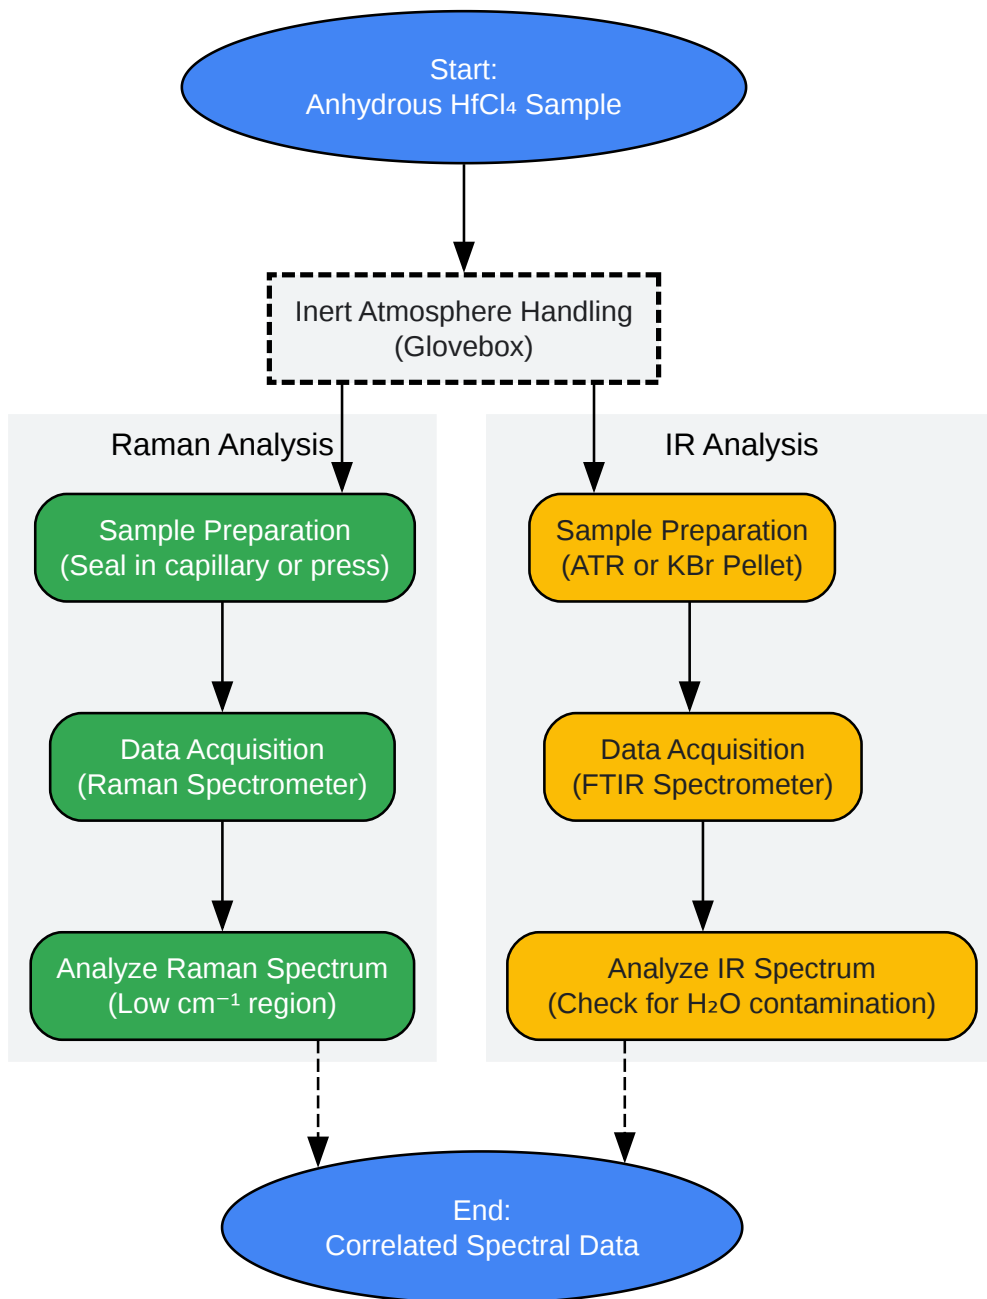 Start:
Anhydrous HfCl₄ Sample
Inert Atmosphere Handling
(Glovebox)
Raman Analysis
Sample Preparation
(Seal in capillary or press)
Data Acquisition
(Raman Spectrometer)
Analyze Raman Spectrum
(Low cm⁻¹ region)
IR Analysis
Sample Preparation
(ATR or KBr Pellet)
Data Acquisition
(FTIR Spectrometer)
Analyze IR Spectrum
(Check for H₂O contamination)
End:
Correlated Spectral Data